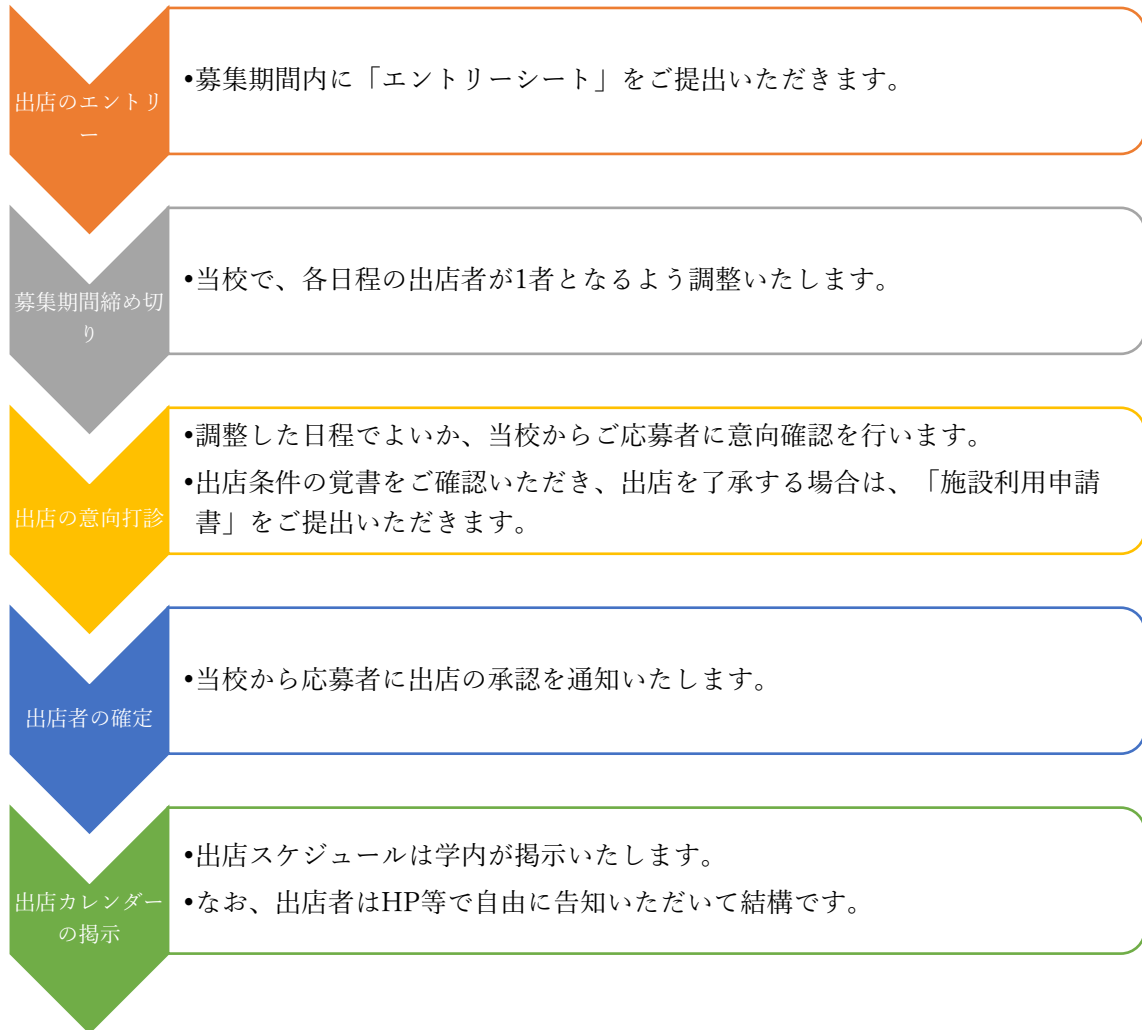 出店のエントリ
ー
•募集期間内に「エントリーシート」をご提出いただきます。
募集期間締め切
り
•当校で、各日程の出店者が1者となるよう調整いたします。
出店の意向打診
•調整した日程でよいか、当校からご応募者に意向確認を行います。
•出店条件の覚書をご確認いただき、出店を了承する場合は、「施設利用申請
書」をご提出いただきます。
出店者の確定
•当校から応募者に出店の承認を通知いたします。
出店カレンダー
の掲示
•出店スケジュールは学内が掲示いたします。
•なお、出店者はHP等で自由に告知いただいて結構です。